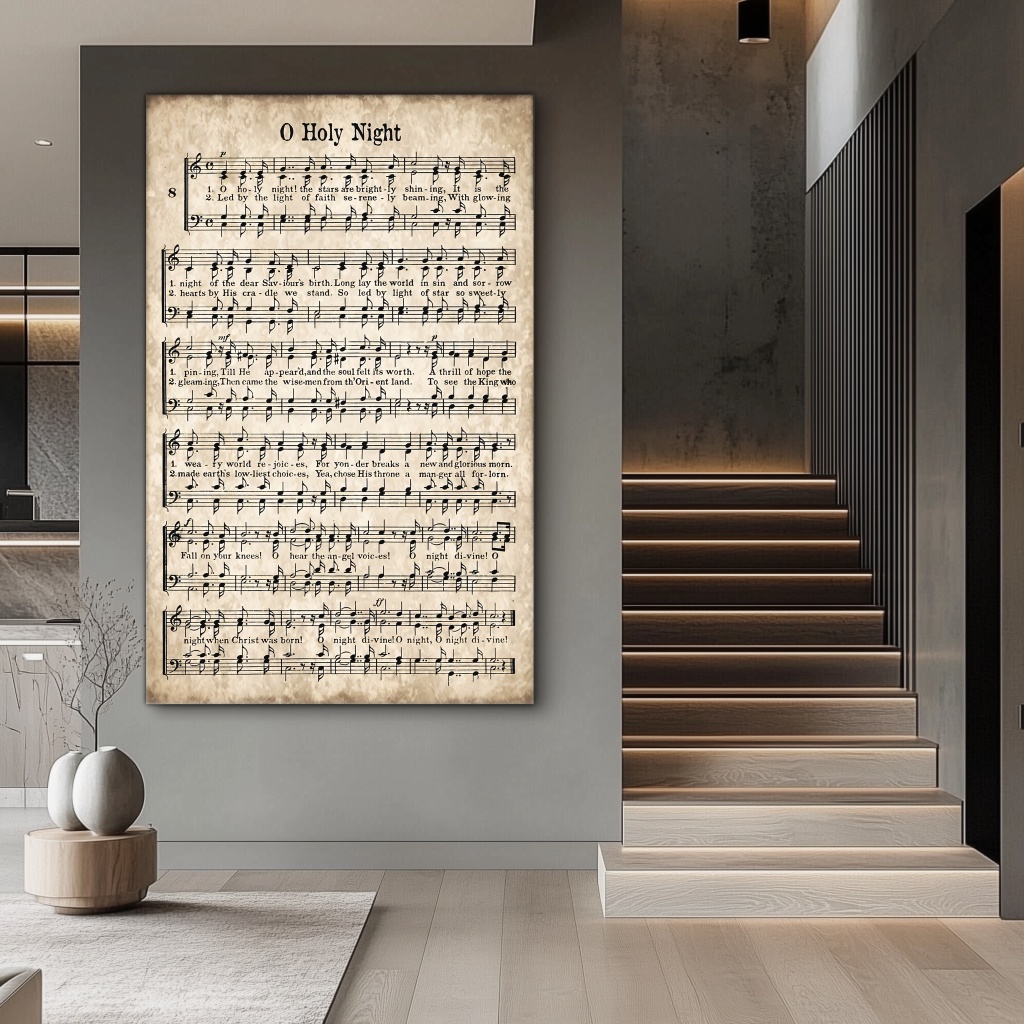 O Holy Night
p
8
1. O ho-ly night! the stars are bright-ly shin-ing, It is the
2. Led by the light of faith se-rene-ly beam-ing, With glow-ing
1. night of the dear Sav-iour's birth. Long lay the world in sin and sor-row
2. hearts by His cra-dle we stand. So led by light of star so sweet-ly
mf p
1. pin-ing, Till He ap-pear'd, and the soul felt its worth. A thrill of hope the
2. gleam-ing, Then came the wise-men from th'Ori-ent land. To see the King who
1. wea-ry world re-joic-es, For yon-der breaks a new and glorious morn.
2. made earth's low-liest choic-es, Yea, chose His throne a man-ger all for-lorn.
f
Fall on your knees! O hear the an-gel voic-es! O night di-vine! O
ff
night when Christ was born! O night di-vine! O night, O night di-vine!